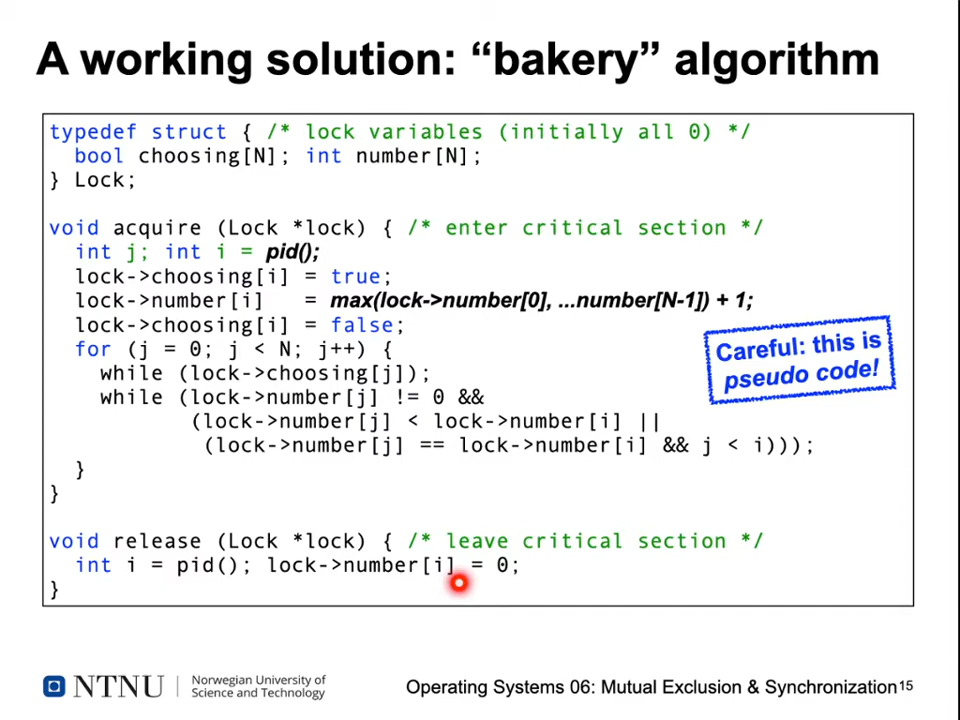 A working solution: “bakery” algorithm
typedef struct { /* lock variables (initially all 0) */
bool choosing[N]; int number[N];
} Lock;
void acquire (Lock *lock) { /* enter critical section */
int j; int i = pid();
lock->choosing[i] = true;
lock->number[i] = max(lock->number[0], ...number[N-1]) + 1;
lock->choosing[i] = false;
for (j = 0; j < N; j++) {
while (lock->choosing[j]);
while (lock->number[j] != 0 &&
(lock->number[j] < lock->number[i] ||
(lock->number[j] == lock->number[i] && j < i)));
}
}
Careful: this is
pseudo code!
void release (Lock *lock) { /* leave critical section */
int i = pid(); lock->number[i] = 0;
}
NTNU
Norwegian University of
Science and Technology
Operating Systems 06: Mutual Exclusion & Synchronization 15